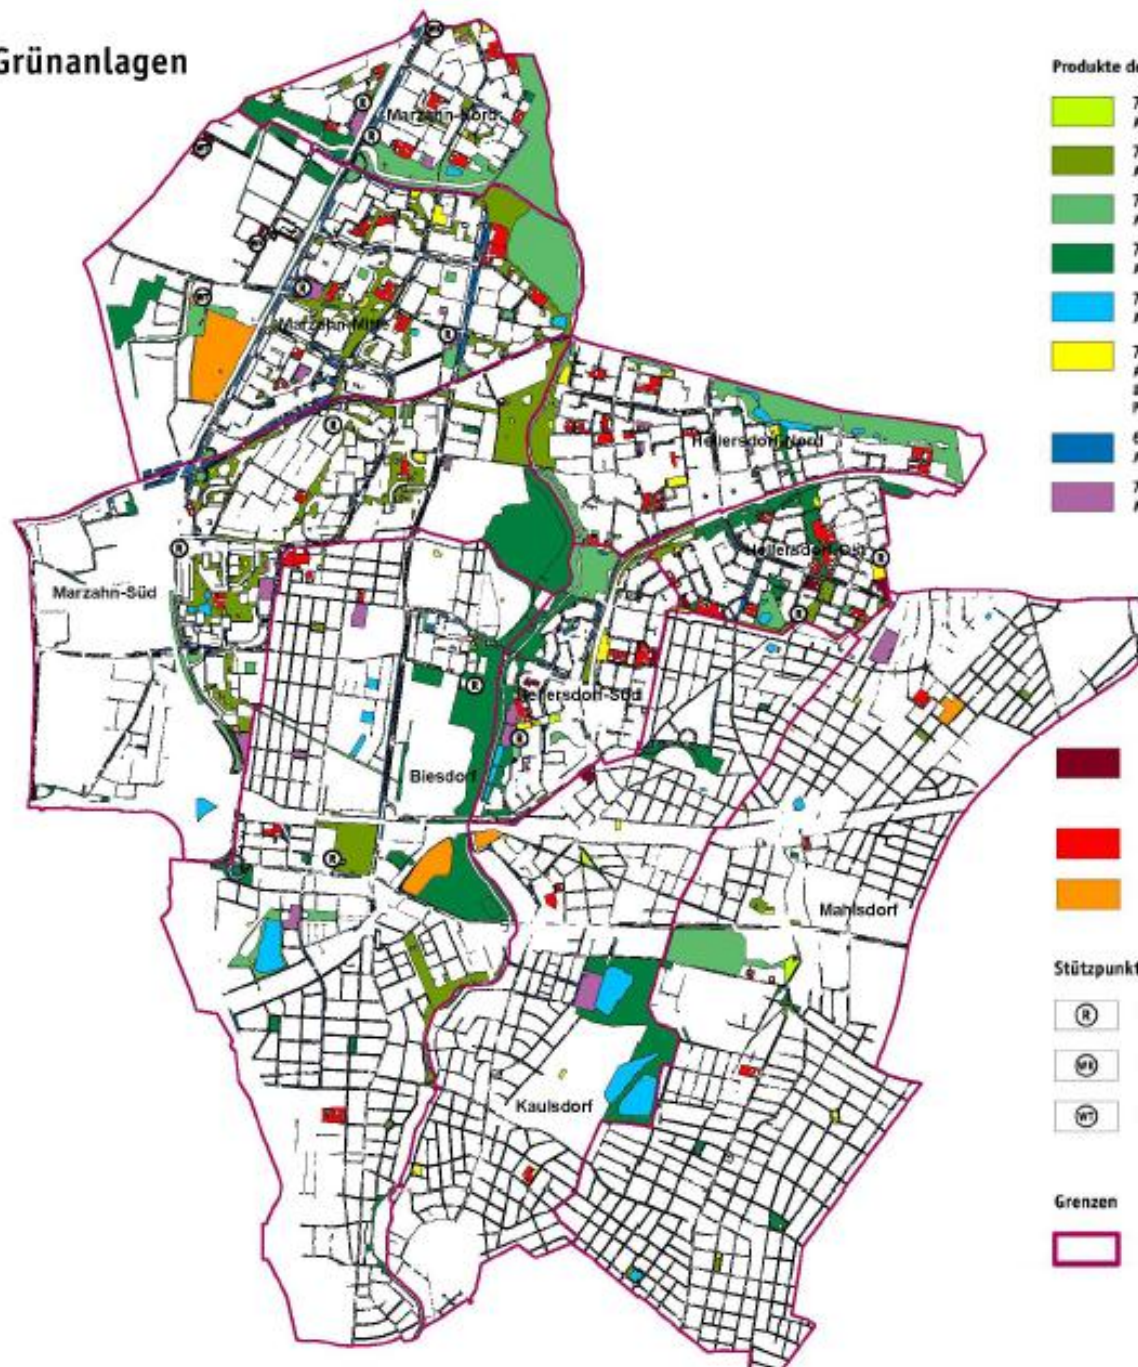 Grünanlagen
Produkte de
Marzahn-Nord
Marzahn-Mitte
Hellersdorf-Nord
Hellersdorf-Ost
Marzahn-Süd
Hellersdorf-Süd
Biesdorf
Mahlsdorf
Kaulsdorf
Stützpunkt
R
WT
Grenzen